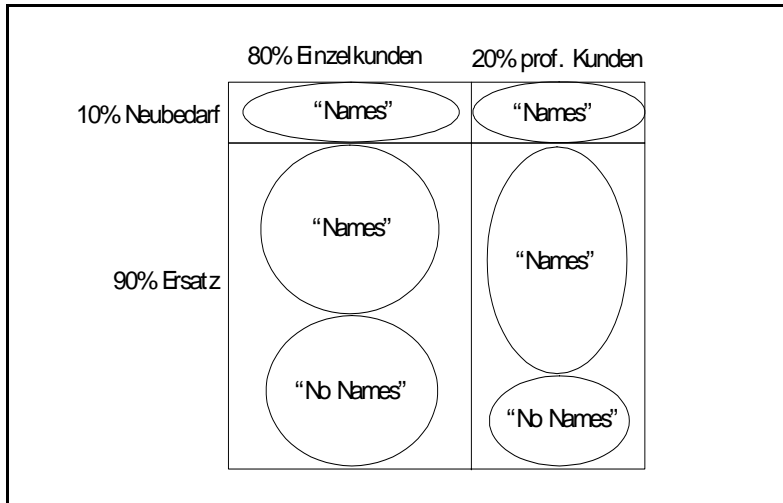 80% Einzelkunden 20% prof. Kunden
10% Neubedarf “Names” “Names”
“Names”
“Names”
90% Ersatz
“No Names”
“No Names”